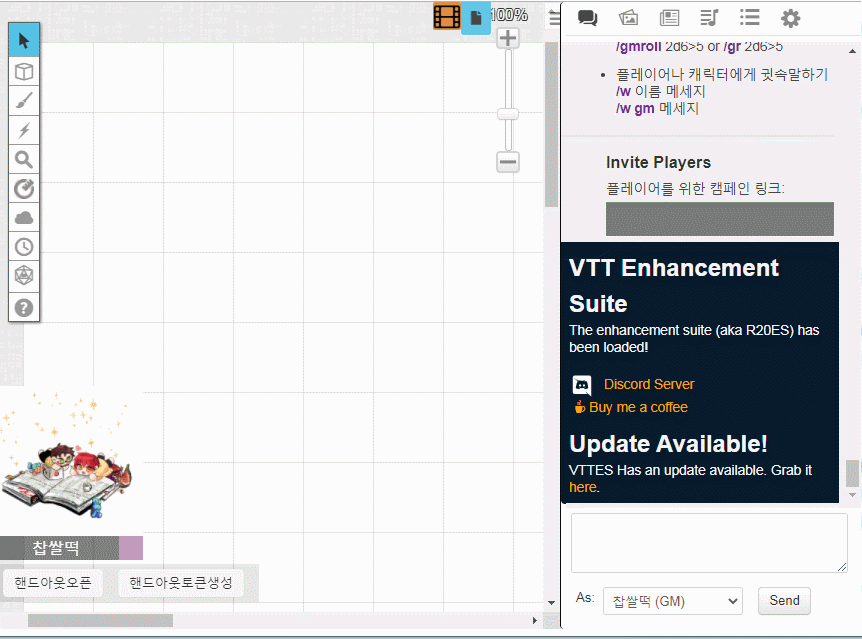 100%
/gmroll 2d6>5 or /gr 2d6>5
플레이어나 캐릭터에게 귓속말하기
/w 이름 메세지
/w gm 메세지
Invite Players
플레이어를 위한 캠페인 링크:
VTT Enhancement
Suite
The enhancement suite (aka R20ES) has
been loaded!
Discord Server
Buy me a coffee
Update Available!
VTTES Has an update available. Grab it
here.
찹쌀떡
핸드아웃오픈
핸드아웃토큰생성
As:
찹쌀떡 (GM)
Send